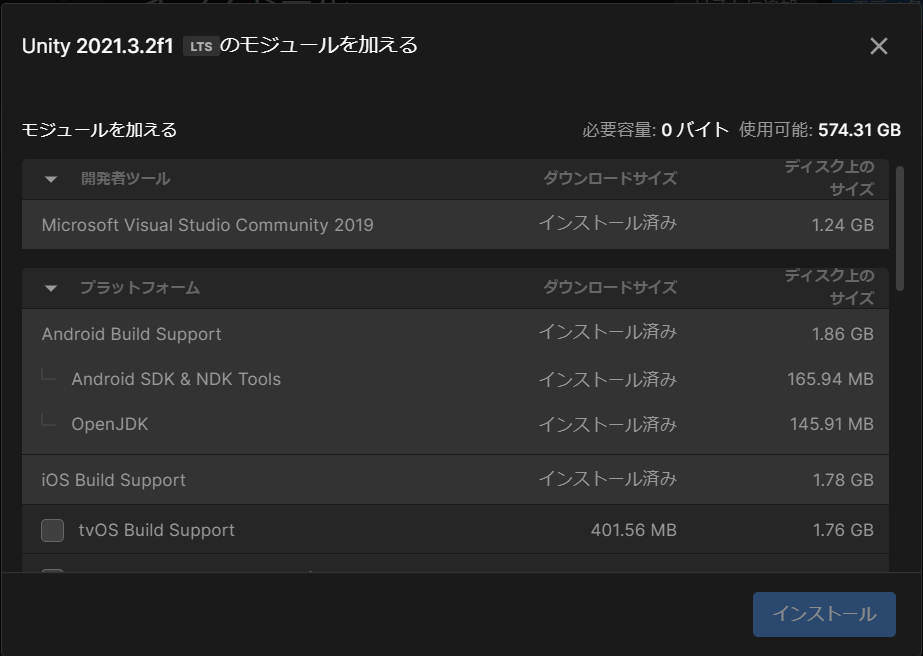 Unity 2021.3.2f1 LTS のモジュールを加える
モジュールを加える 必要容量: 0 バイト 使用可能: 574.31 GB
開発者ツール ダウンロードサイズ ディスク上の
サイズ
Microsoft Visual Studio Community 2019 インストール済み 1.24 GB
プラットフォーム ダウンロードサイズ ディスク上の
サイズ
Android Build Support インストール済み 1.86 GB
Android SDK & NDK Tools インストール済み 165.94 MB
OpenJDK インストール済み 145.91 MB
iOS Build Support インストール済み 1.78 GB
tvOS Build Support 401.56 MB 1.76 GB
インストール